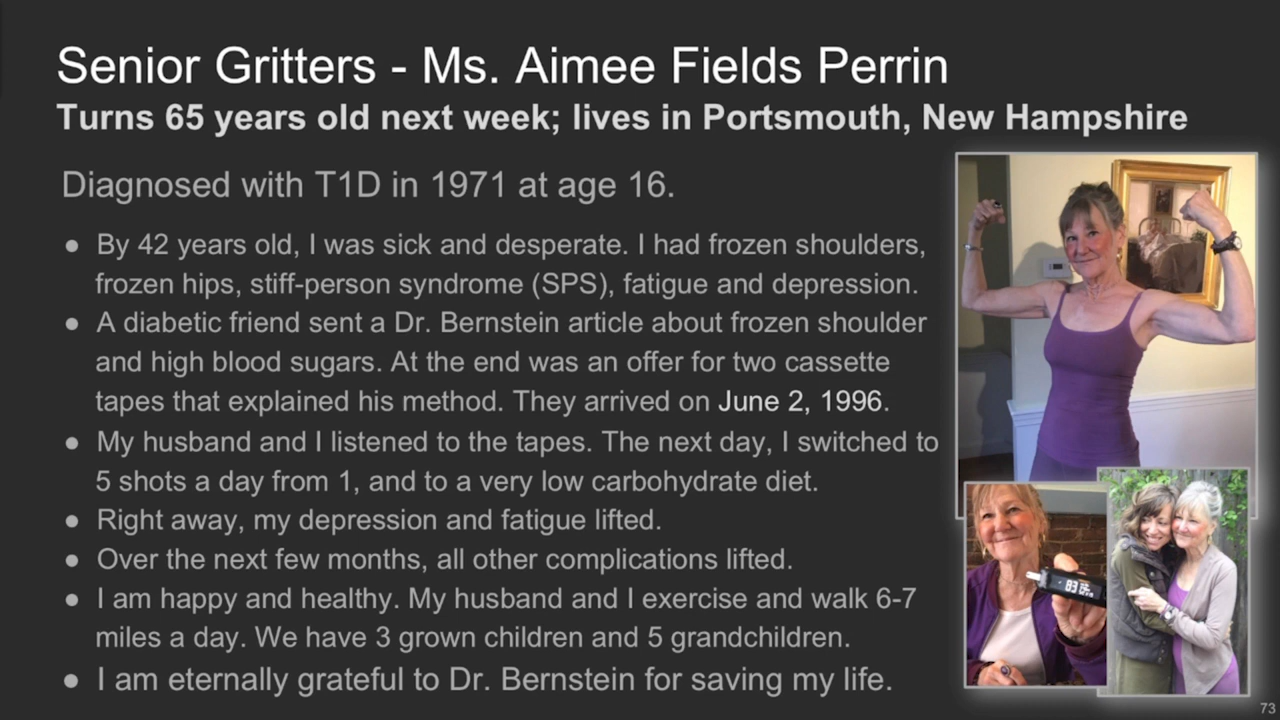 Senior Gritters - Ms. Aimee Fields Perrin
Turns 65 years old next week; lives in Portsmouth, New Hampshire
Diagnosed with T1D in 1971 at age 16.
● By 42 years old, I was sick and desperate. I had frozen shoulders,
frozen hips, stiff-person syndrome (SPS), fatigue and depression.
● A diabetic friend sent a Dr. Bernstein article about frozen shoulder
and high blood sugars. At the end was an offer for two cassette
tapes that explained his method. They arrived on June 2, 1996.
● My husband and I listened to the tapes. The next day, I switched to
5 shots a day from 1, and to a very low carbohydrate diet.
● Right away, my depression and fatigue lifted.
● Over the next few months, all other complications lifted.
● I am happy and healthy. My husband and I exercise and walk 6-7
miles a day. We have 3 grown children and 5 grandchildren.
● I am eternally grateful to Dr. Bernstein for saving my life.
83
73